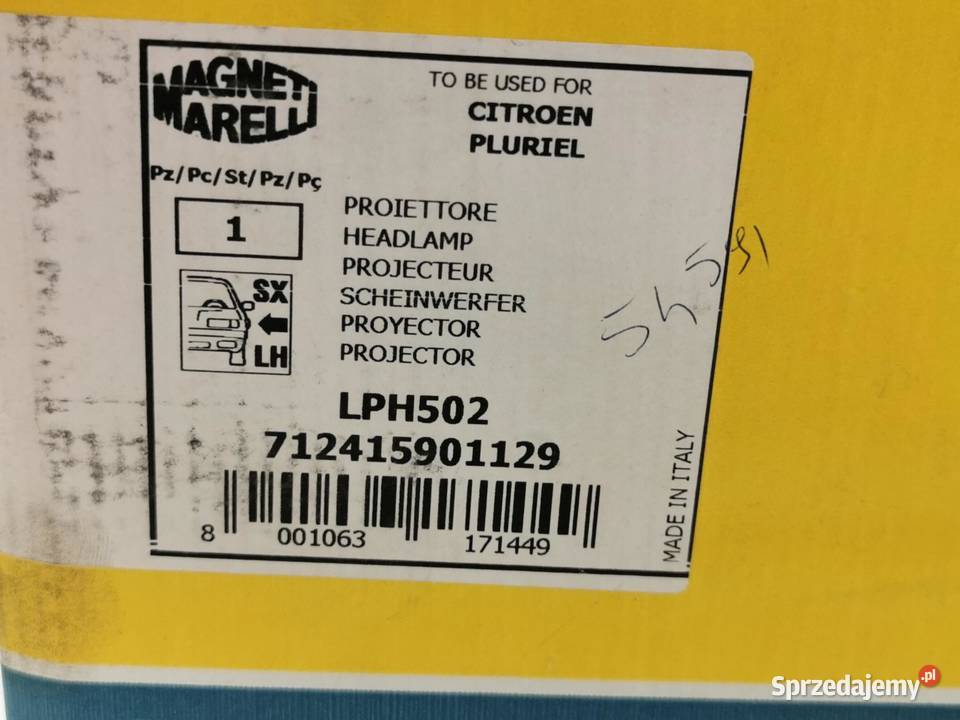 MAGNETI
MARELLI
TO BE USED FOR
CITROEN
PLURIEL
Pz/Pc/St/Pz/Pç
1
PROIETTORE
HEADLAMP
PROJECTEUR
SCHEINWERFER
PROYECTOR
PROJECTOR
SX
LH
LPH502
712415901129
8 001063 171449
MADE IN ITALY
Sprzedajemy.pl